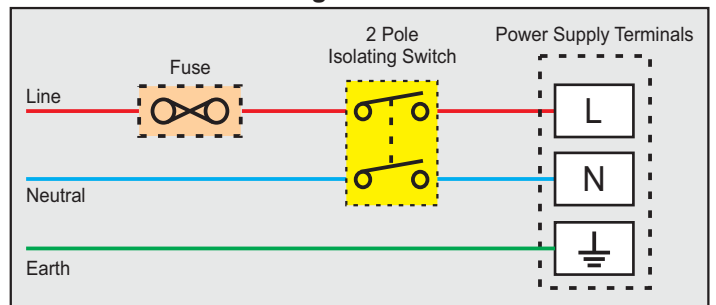 2 Pole
Isolating Switch
Power Supply Terminals
Fuse
Line
L
N
Neutral
Earth